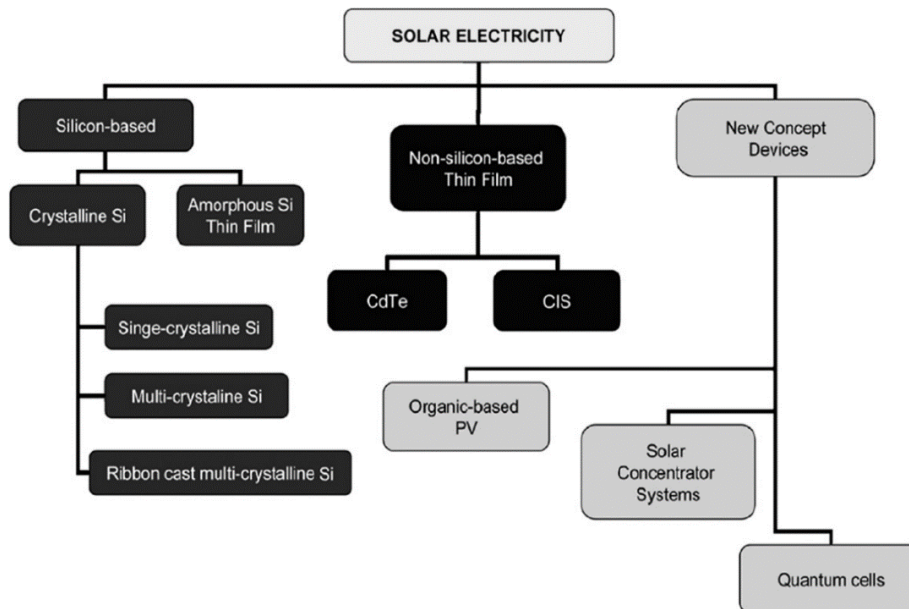 SOLAR ELECTRICITY
Silicon-based
Non-silicon-based
Thin Film
New Concept
Devices
Crystalline Si
Amorphous Si
Thin Film
CdTe
CIS
Singe-crystalline Si
Multi-crystaline Si
Ribbon cast multi-crystalline Si
Organic-based
PV
Solar
Concentrator
Systems
Quantum cells